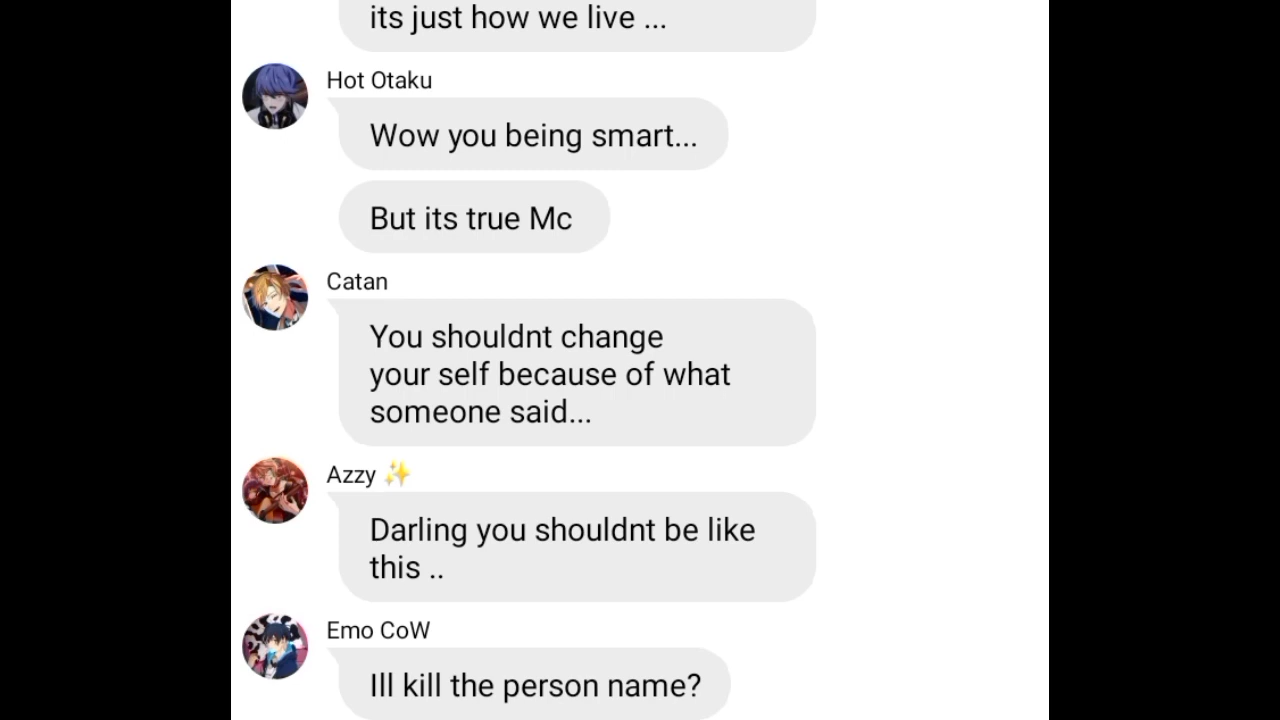 its just how we live ...
Hot Otaku
Wow you being smart...
But its true Mc
Catan
You shouldnt change
your self because of what
someone said...
Azzy ✨
Darling you shouldnt be like
this ..
Emo CoW
Ill kill the person name?